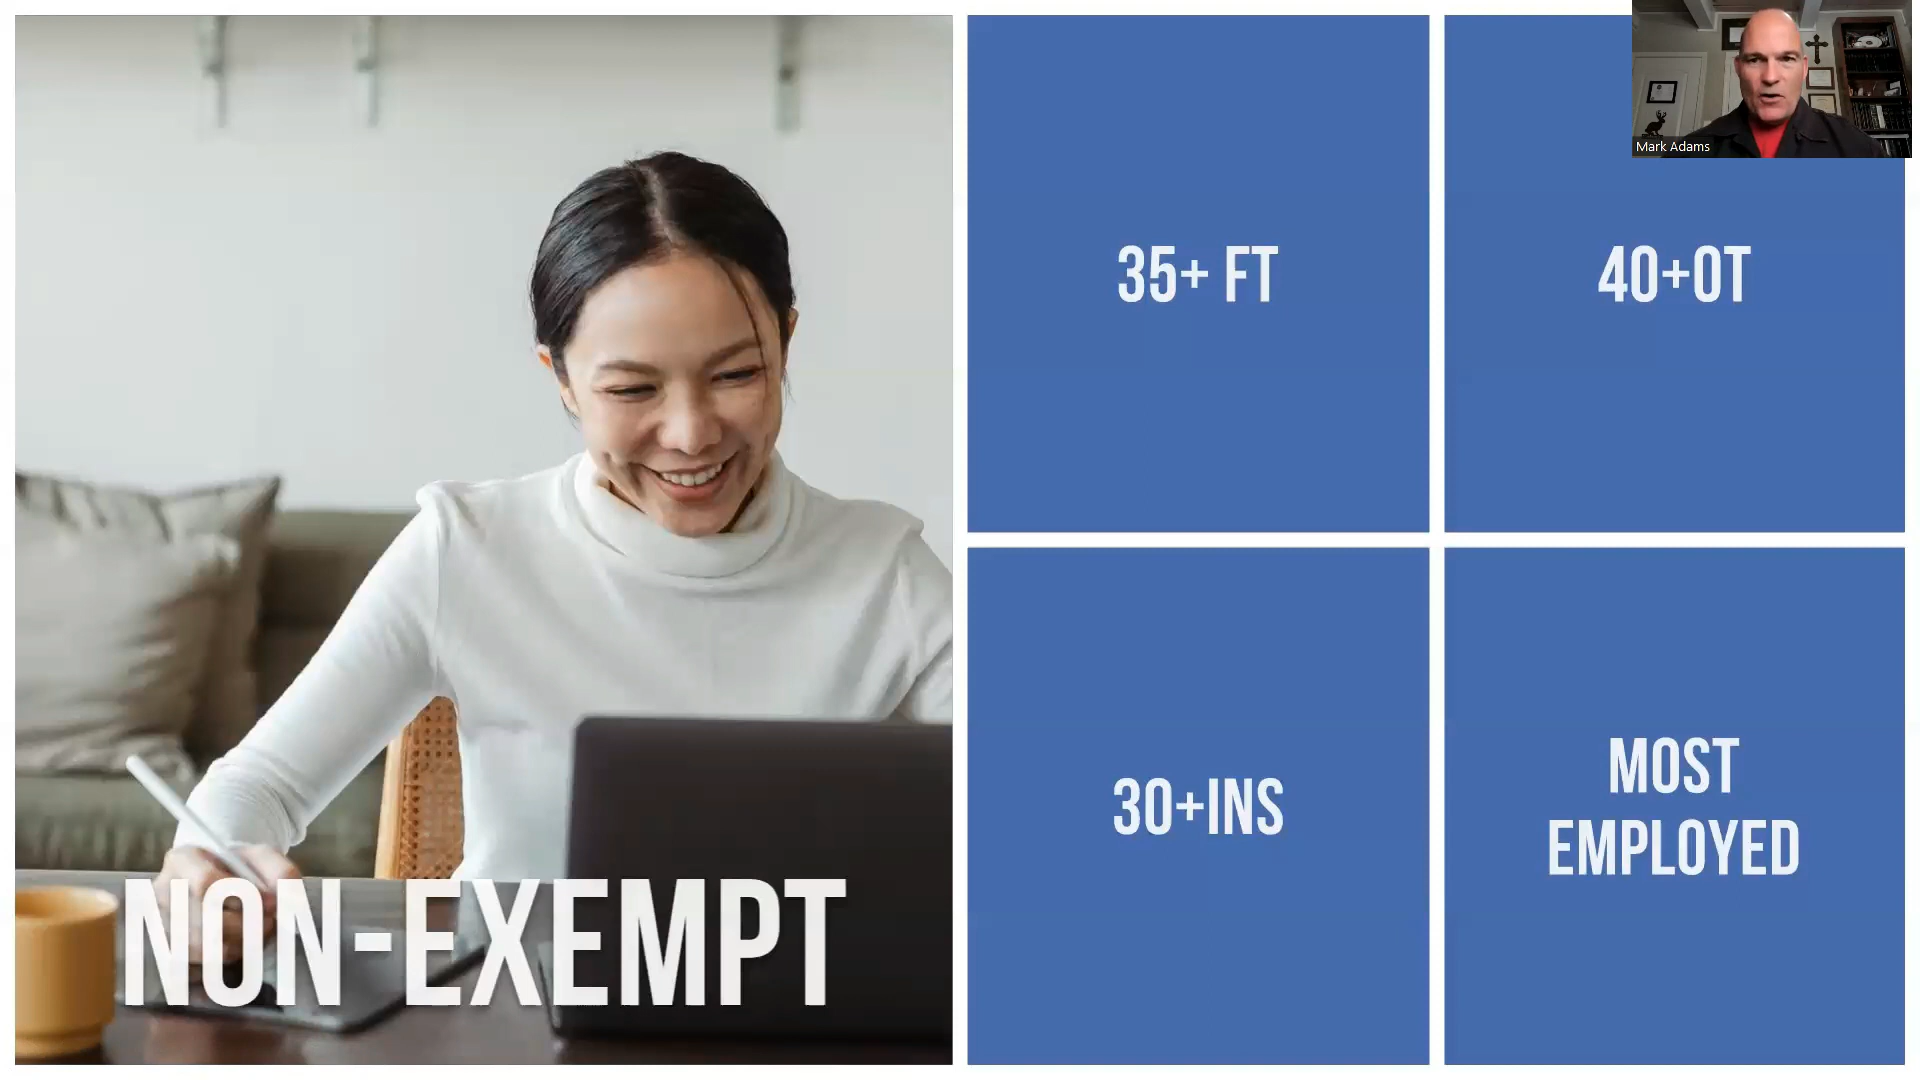 NON-EXEMPT
35+ FT
40+OT
30+INS
MOST
EMPLOYED
Mark Adams